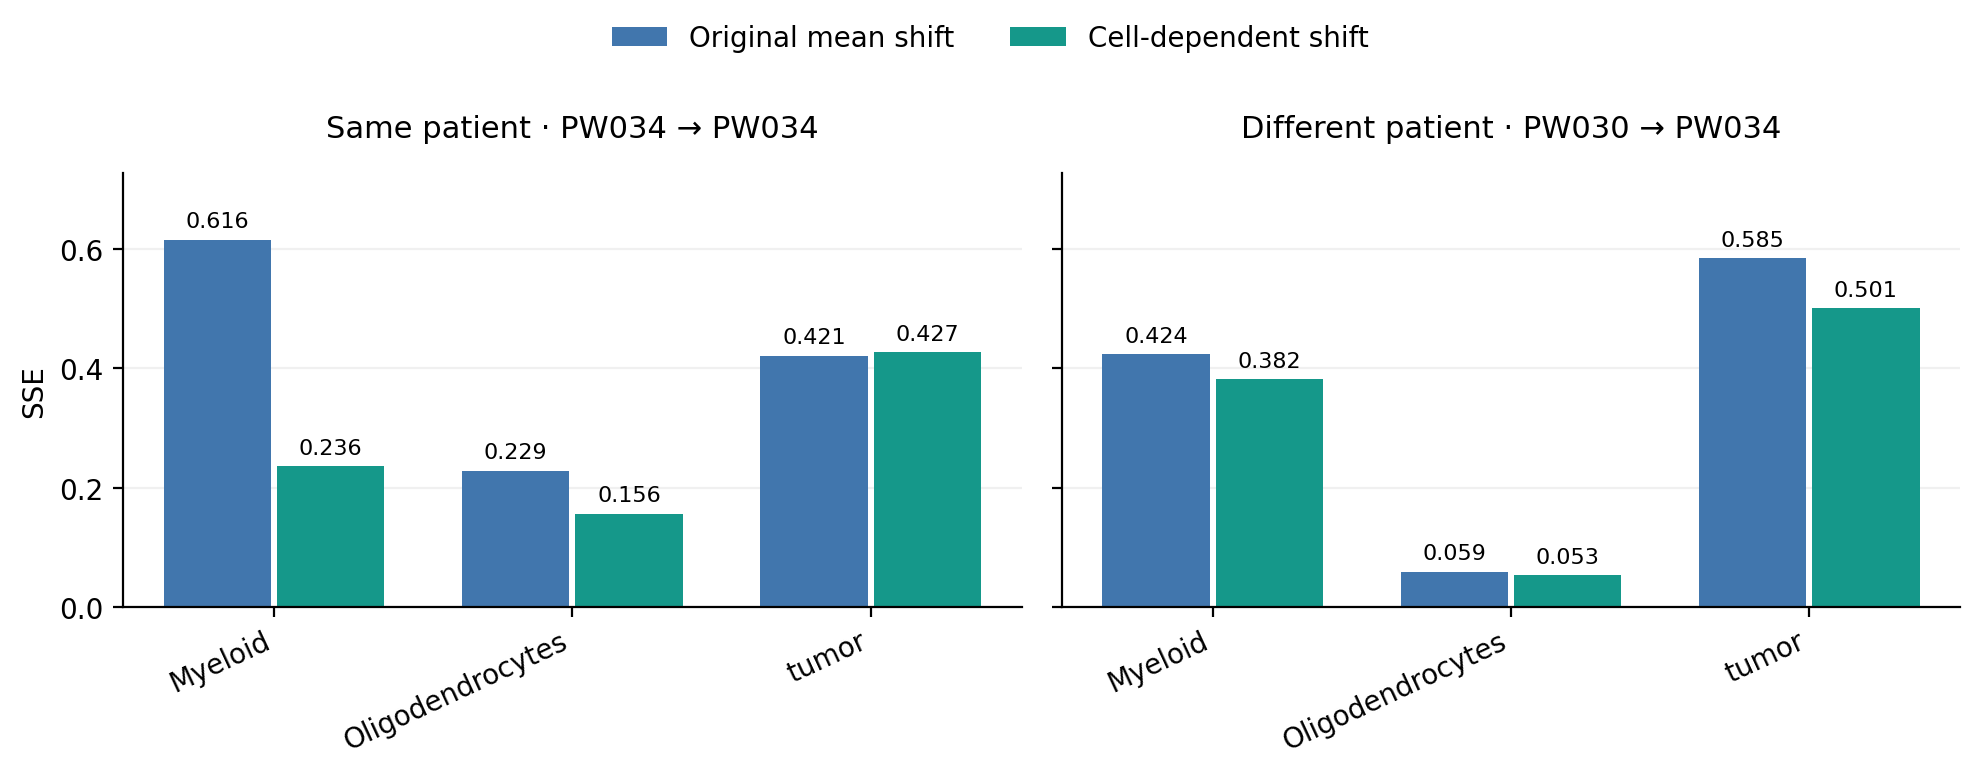 Original mean shift
Cell-dependent shift
Same patient · PW034 → PW034
Different patient · PW030 → PW034
SSE
0.6
0.4
0.2
0.0
0.616
0.236
0.229
0.156
0.421
0.427
Myeloid
Oligodendrocytes
tumor
0.424
0.382
0.059
0.053
0.585
0.501
Myeloid
Oligodendrocytes
tumor